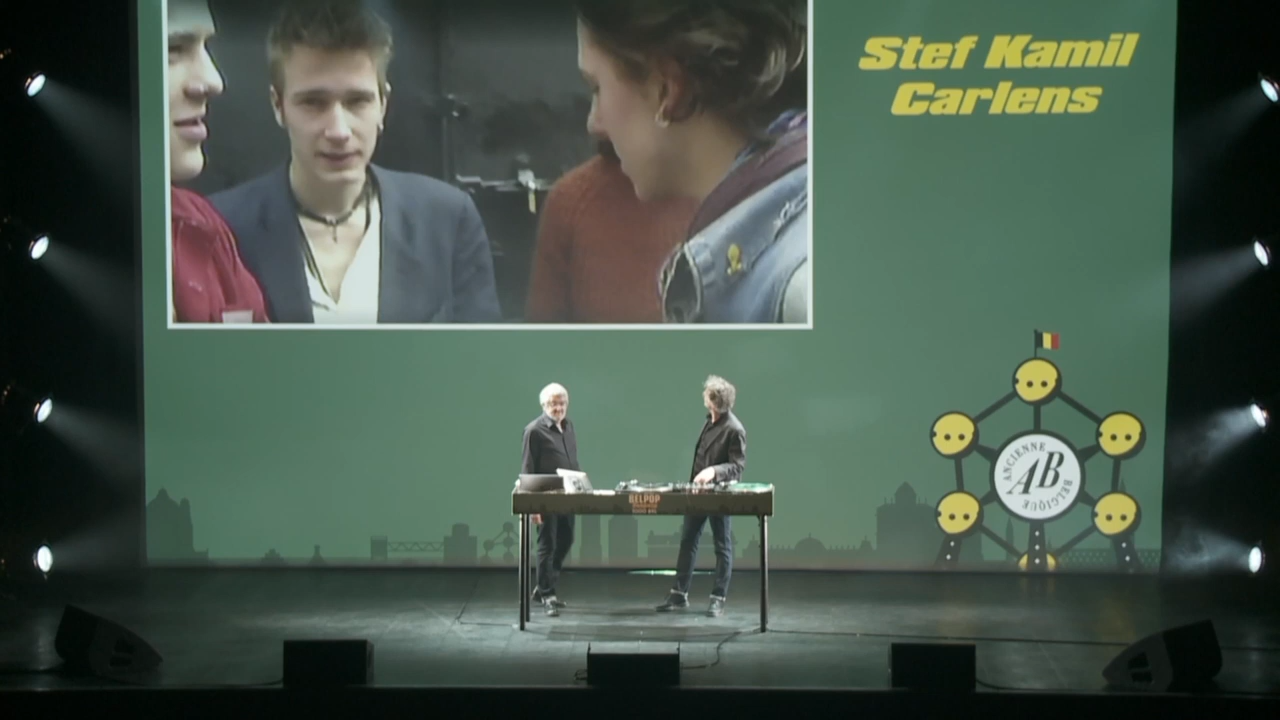 Stef Kamil
Carlens
ANCIENNE
AB
BELGIQUE
BELPOP